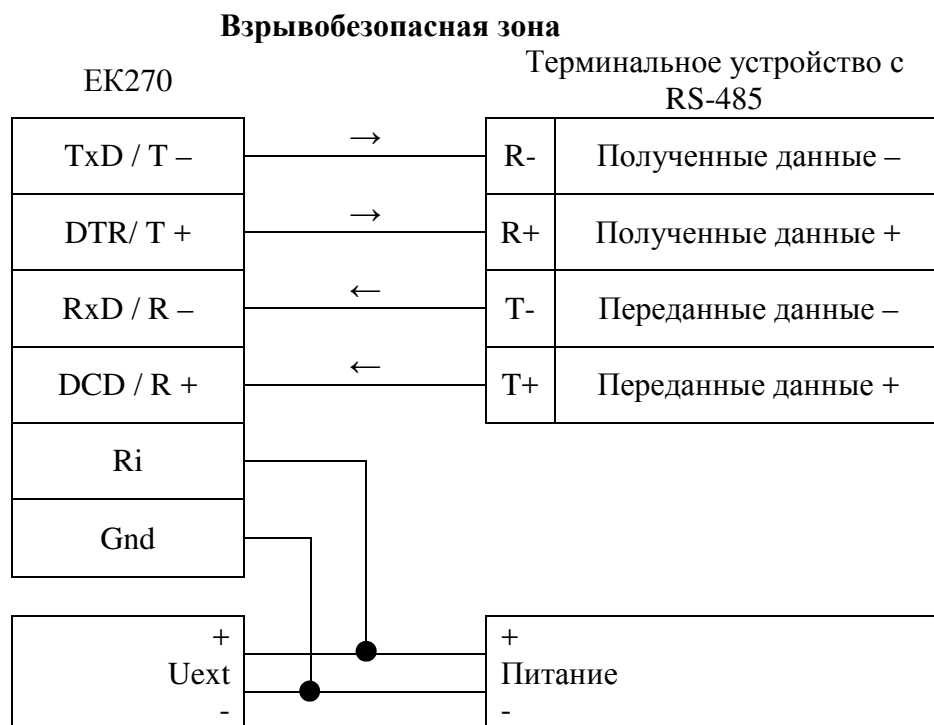 Взрывобезопасная зона
ЕК270
Терминальное устройство с
RS-485
TxD / T –
→
R-
Полученные данные –
DTR/ T +
→
R+
Полученные данные +
RxD / R –
←
T-
Переданные данные –
DCD / R +
←
T+
Переданные данные +
Ri
Gnd
+
Uext
-
+
Питание
-